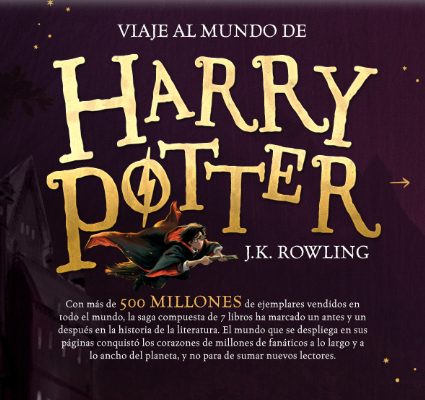 VIAJE AL MUNDO DE
HARRY
POTTER
J.K. ROWLING
Con más de 500 MILLONES de ejemplares vendidos en
todo el mundo, la saga compuesta de 7 libros ha marcado un antes y un
después en la historia de la literatura. El mundo que se despliega en sus
páginas conquistó los corazones de millones de fanáticos a lo largo y a
lo ancho del planeta, y no para de sumar nuevos lectores.